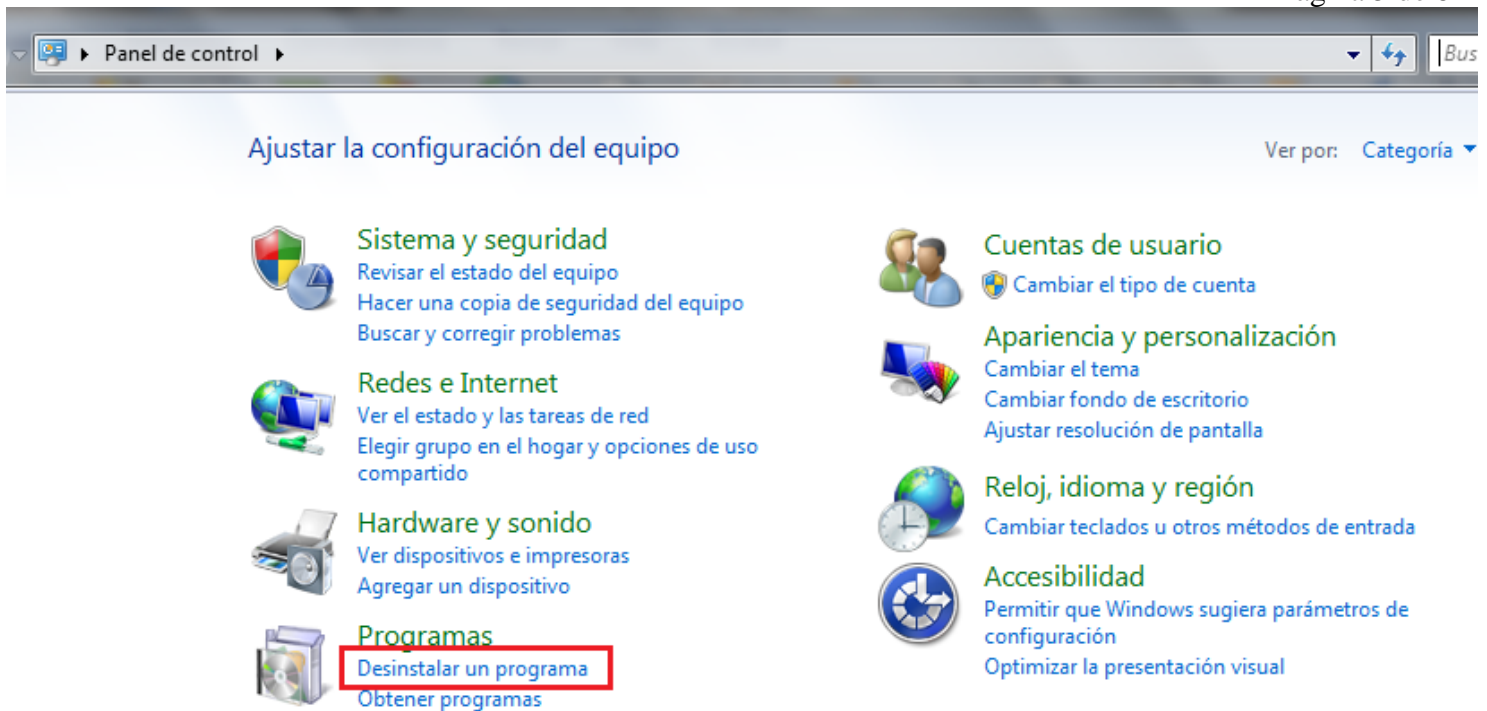 Panel de control
Bus
Ajustar la configuración del equipo
Ver por: Categoría
Sistema y seguridad
Revisar el estado del equipo
Hacer una copia de seguridad del equipo
Buscar y corregir problemas
Redes e Internet
Ver el estado y las tareas de red
Elegir grupo en el hogar y opciones de uso
compartido
Hardware y sonido
Ver dispositivos e impresoras
Agregar un dispositivo
Programas
Desinstalar un programa
Obtener programas
Cuentas de usuario
Cambiar el tipo de cuenta
Apariencia y personalización
Cambiar el tema
Cambiar fondo de escritorio
Ajustar resolución de pantalla
Reloj, idioma y región
Cambiar teclados u otros métodos de entrada
Accesibilidad
Permitir que Windows sugiera parámetros de
configuración
Optimizar la presentación visual